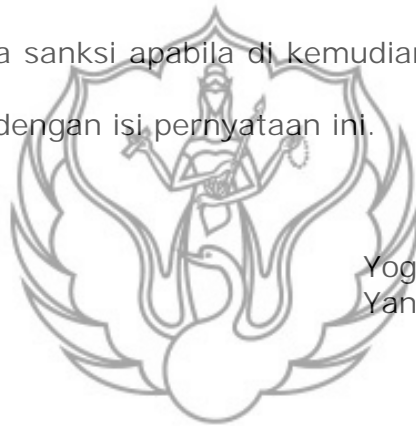 a sanksi apabila di kemudian
dengan isi pernyataan ini.
Yog
Yan